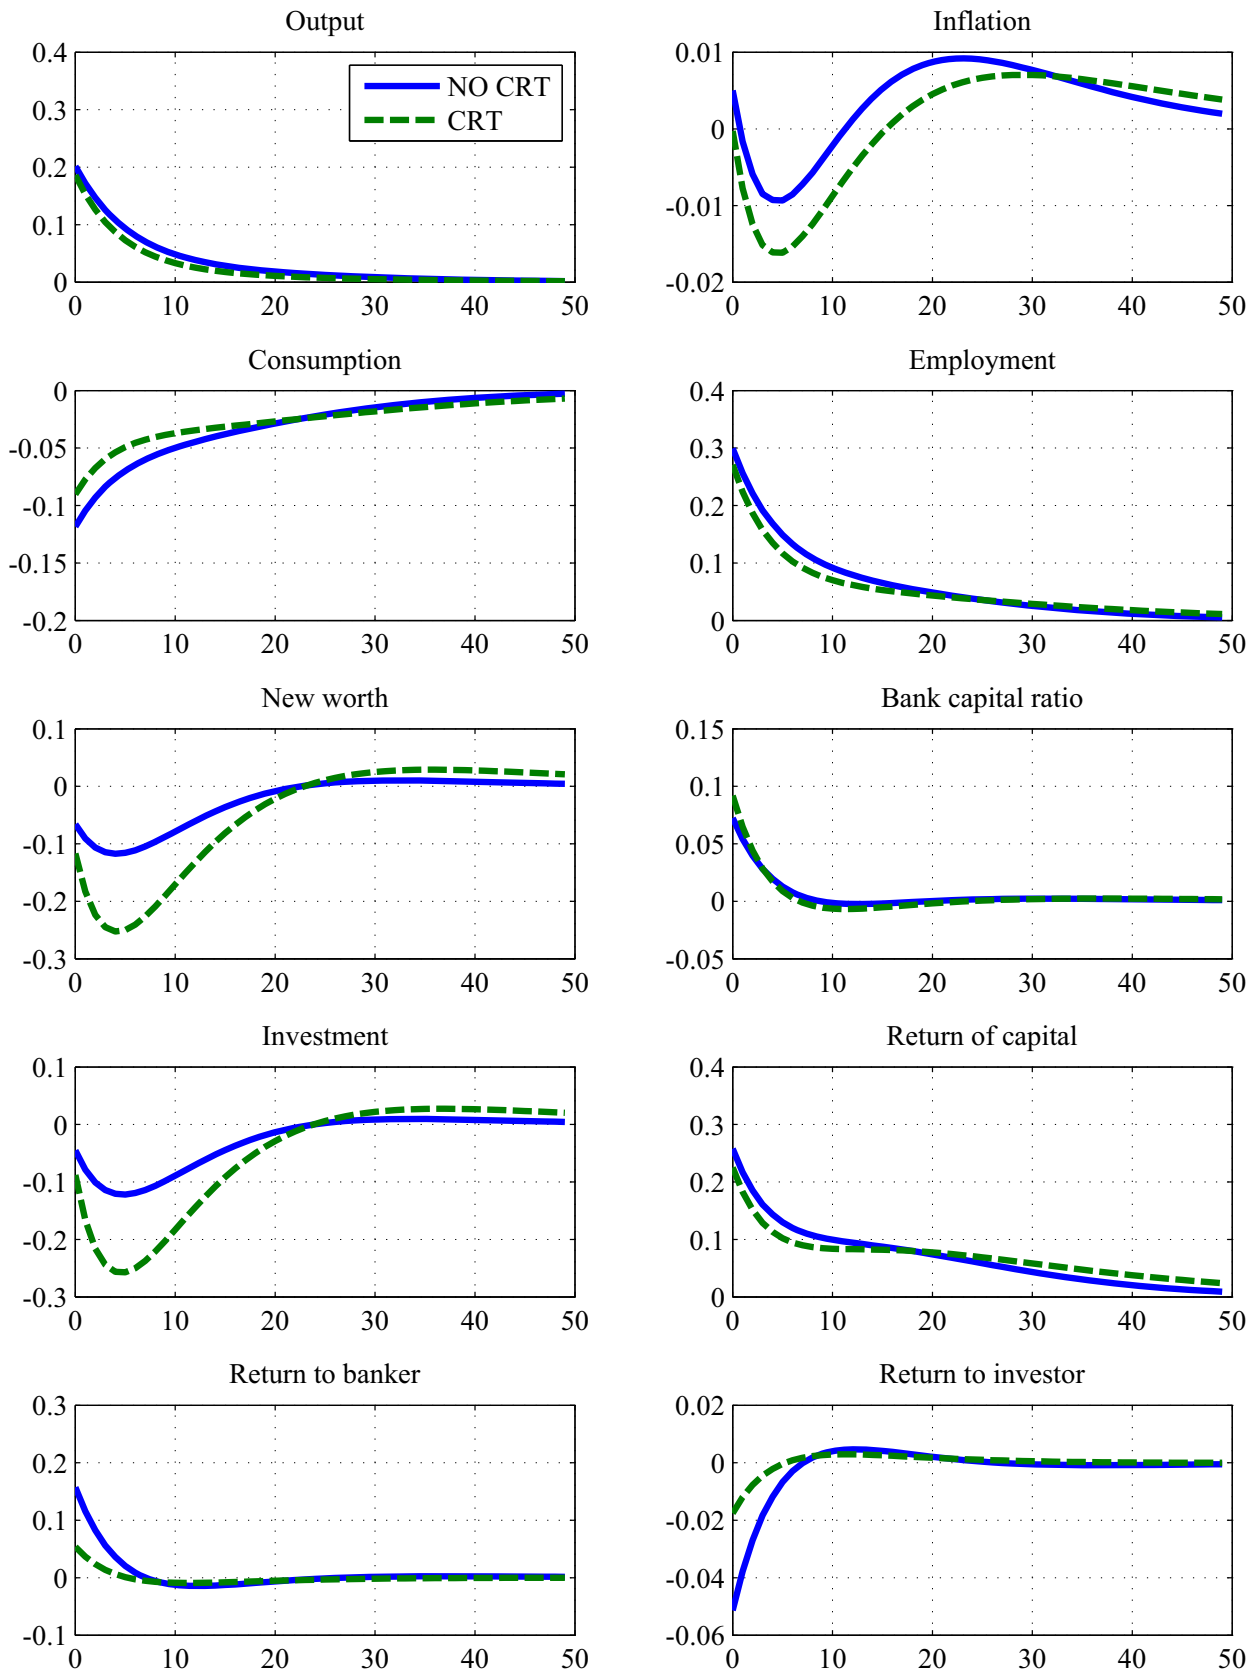 Output
0.4
0.3
0.2
0.1
0
0 10 20 30 40 50
NO CRT
CRT
Inflation
0.01
0
-0.01
-0.02
0 10 20 30 40 50
Consumption
0
-0.05
-0.1
-0.15
-0.2
0 10 20 30 40 50
Employment
0.4
0.3
0.2
0.1
0
0 10 20 30 40 50
New worth
0.1
0
-0.1
-0.2
-0.3
0 10 20 30 40 50
Bank capital ratio
0.15
0.1
0.05
0
-0.05
0 10 20 30 40 50
Investment
0.1
0
-0.1
-0.2
-0.3
0 10 20 30 40 50
Return of capital
0.4
0.3
0.2
0.1
0
0 10 20 30 40 50
Return to banker
0.3
0.2
0.1
0
-0.1
0 10 20 30 40 50
Return to investor
0.02
0
-0.02
-0.04
-0.06
0 10 20 30 40 50